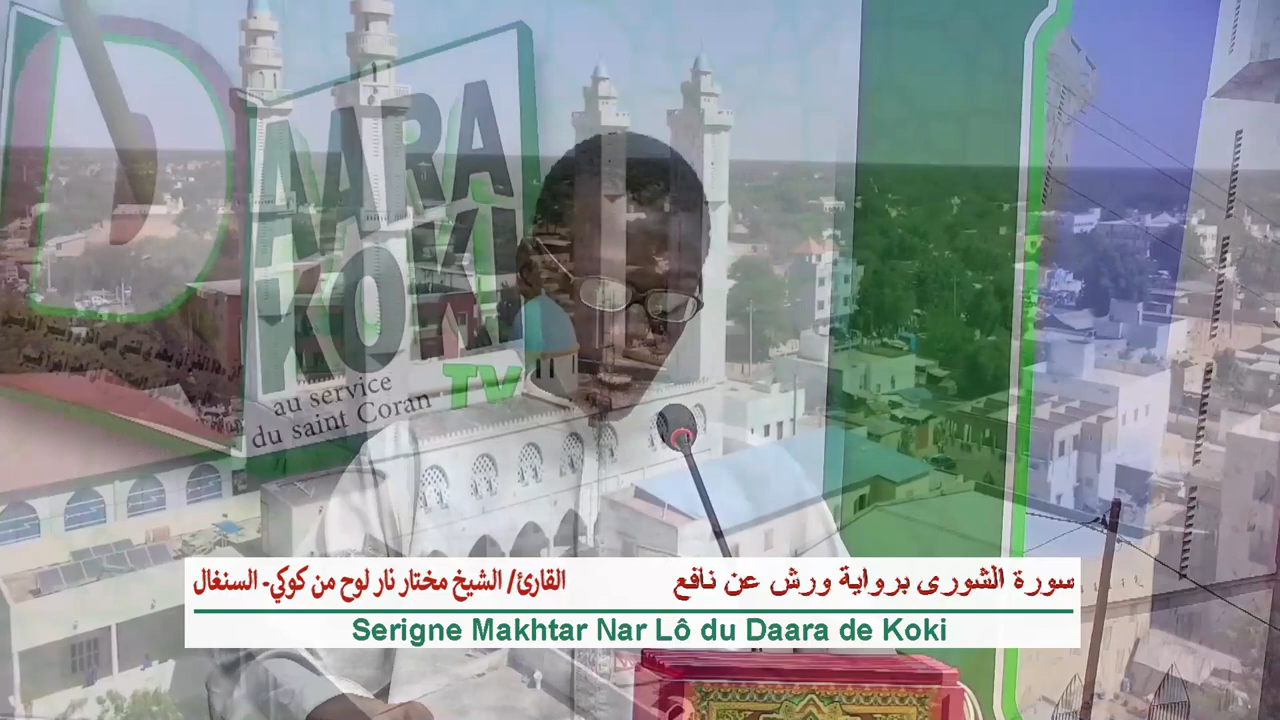 DAARA
KOKI
TV
au service
du saint Coran
سورة الشورى برواية ورش عن نافع
القارئ/ الشيخ مختار نار لوح من كوكي- السنغال
Serigne Makhtar Nar Lô du Daara de Koki